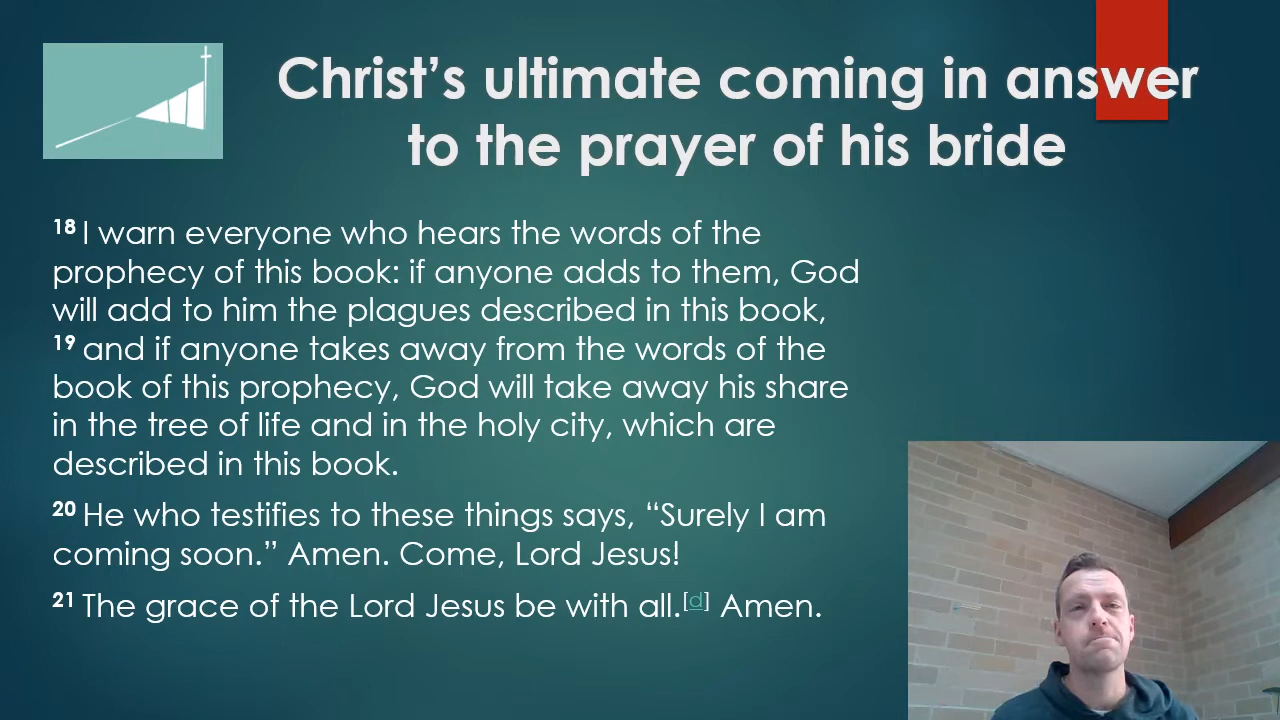 Christ’s ultimate coming in answer
to the prayer of his bride
18 I warn everyone who hears the words of the
prophecy of this book: if anyone adds to them, God
will add to him the plagues described in this book,
19 and if anyone takes away from the words of the
book of this prophecy, God will take away his share
in the tree of life and in the holy city, which are
described in this book.
20 He who testifies to these things says, “Surely I am
coming soon.” Amen. Come, Lord Jesus!
21 The grace of the Lord Jesus be with all.[d] Amen.